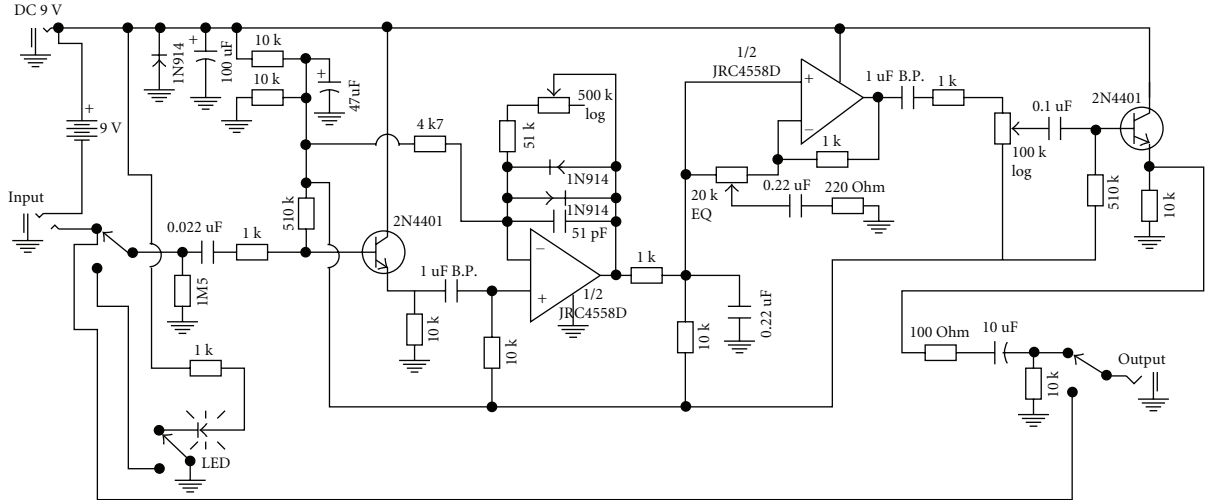 DC 9 V
1N914
+
100 uF
10 k
10 k
+
47uF
+
9 V
4 k7
51 k
500 k
log
1N914
1N914
51 pF
1/2
JRC4558D
+
−
1 uF B.P.
1 k
1 k
20 k
EQ
0.22 uF
220 Ohm
100 k
log
0.1 uF
2N4401
510 k
10 k
Input
0.022 uF
1 k
1M5
510 k
2N4401
10 k
1 uF B.P.
10 k
−
+
1/2
JRC4558D
1 k
10 k
0.22 uF
100 Ohm
10 uF
10 k
Output
1 k
LED